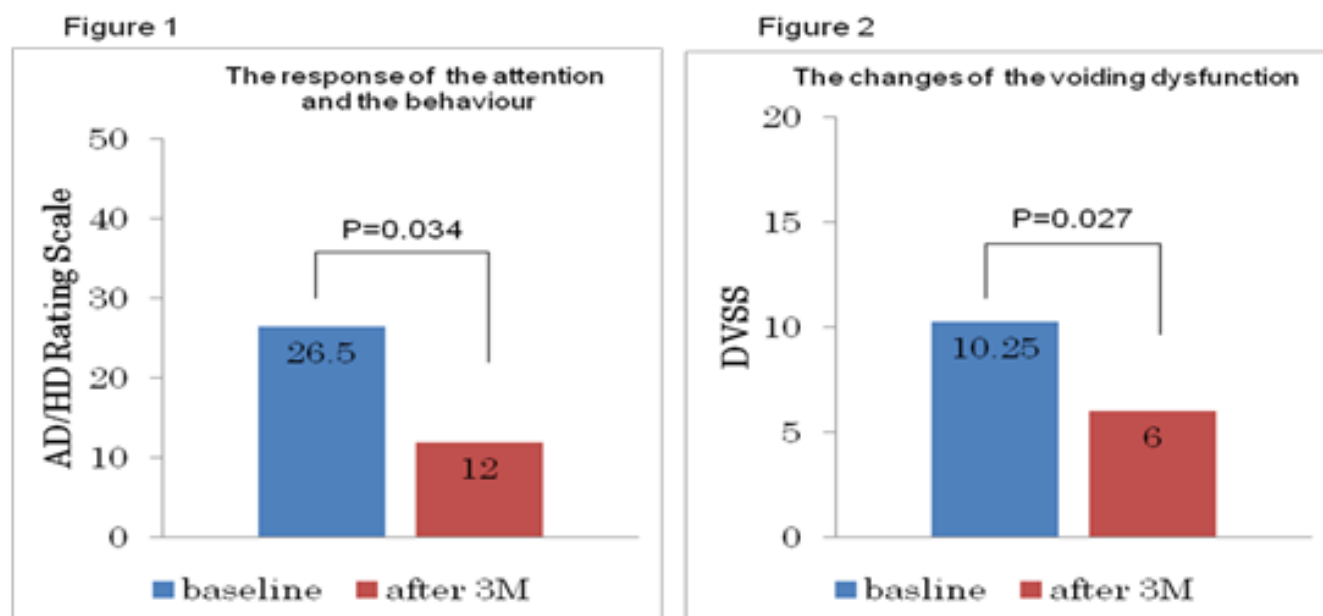 Figure 1
The response of the attention
and the behaviour
AD/HD Rating Scale
50
40
30
20
10
0
P=0.034
26.5
12
baseline
after 3M
Figure 2
The changes of the voiding dysfunction
DVSS
20
15
10
5
0
P=0.027
10.25
6
basline
after 3M